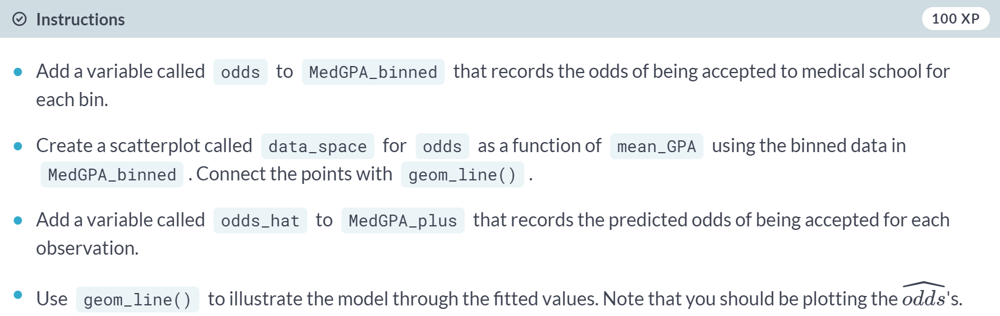 Instructions 100 XP
Add a variable called odds to MedGPA_binned that records the odds of being accepted to medical school for
each bin.
Create a scatterplot called data_space for odds as a function of mean_GPA using the binned data in
MedGPA_binned . Connect the points with geom_line() .
Add a variable called odds_hat to MedGPA_plus that records the predicted odds of being accepted for each
observation.
Use geom_line() to illustrate the model through the fitted values. Note that you should be plotting the $\widehat{odds}$'s.